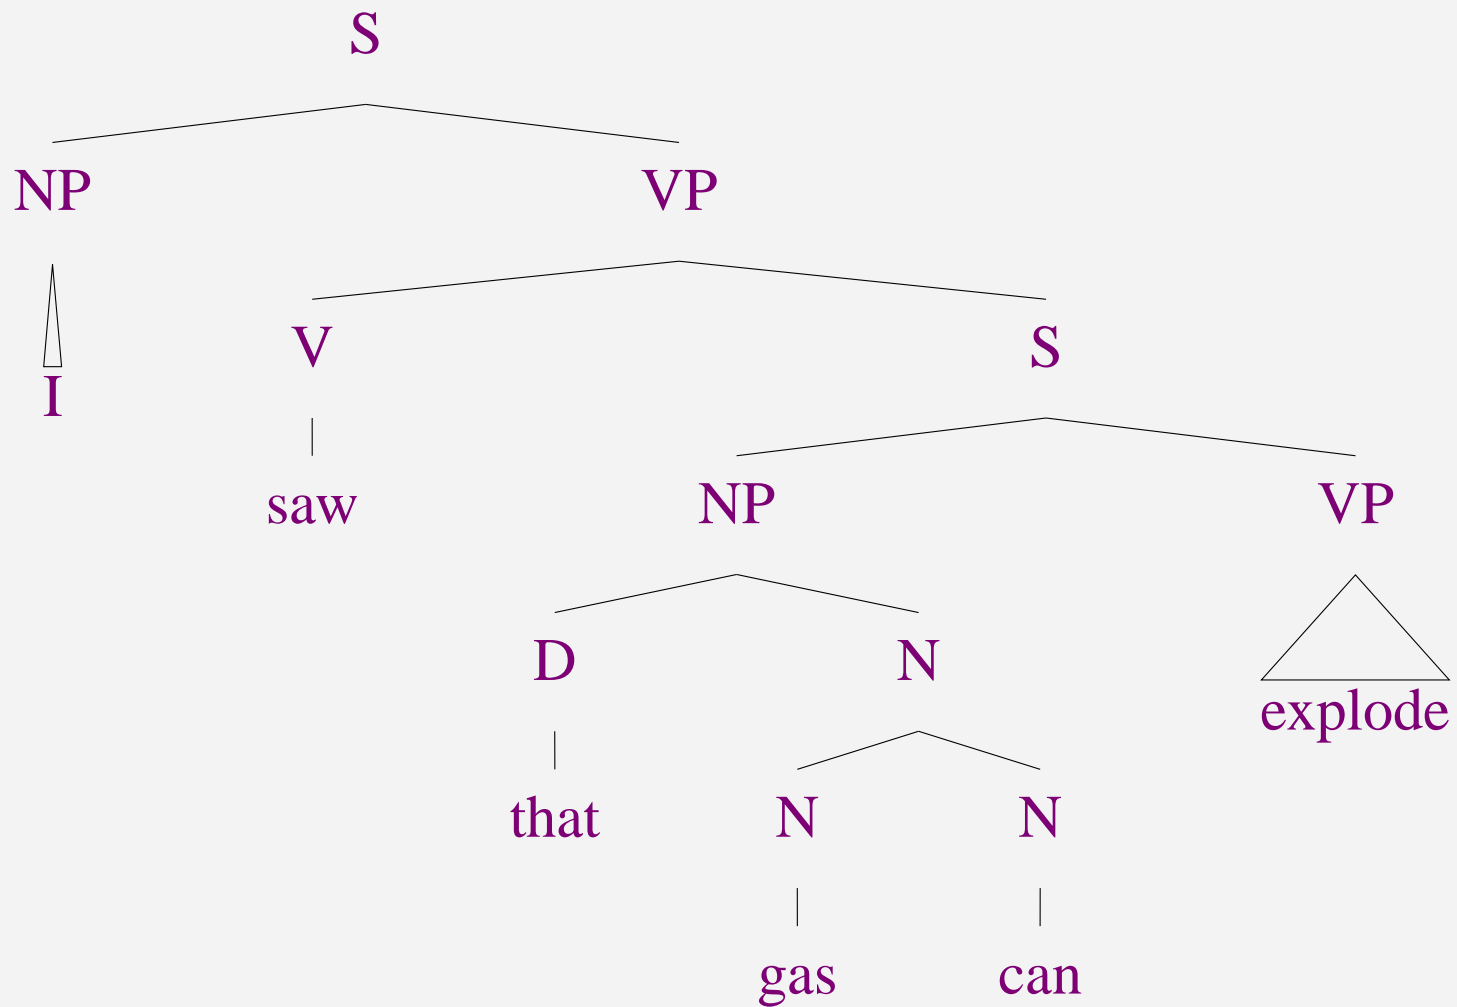 S
NP VP
V S
I
saw NP VP
D N
explode
that N N
gas can